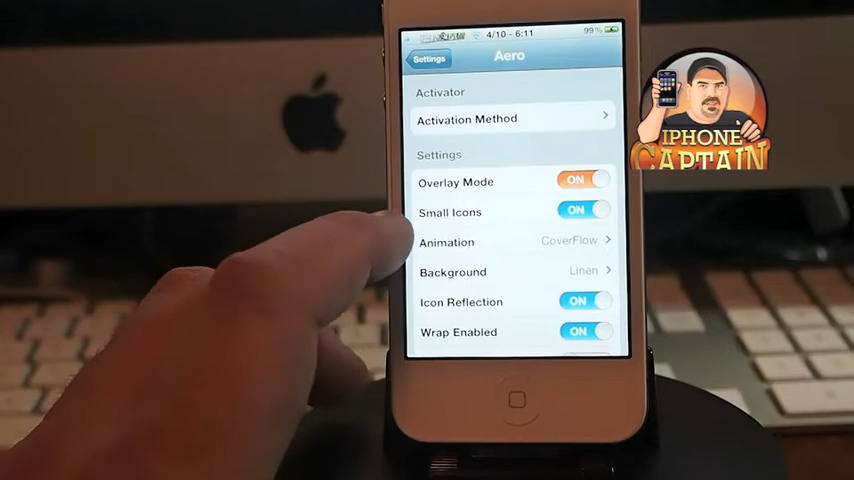 4/10 - 6:11
99%
Settings
Aero
Activator
Activation Method
Settings
Overlay Mode ON
Small Icons ON
Animation CoverFlow
Background Linen
Icon Reflection ON
Wrap Enabled ON
IPHONE
CAPTAIN